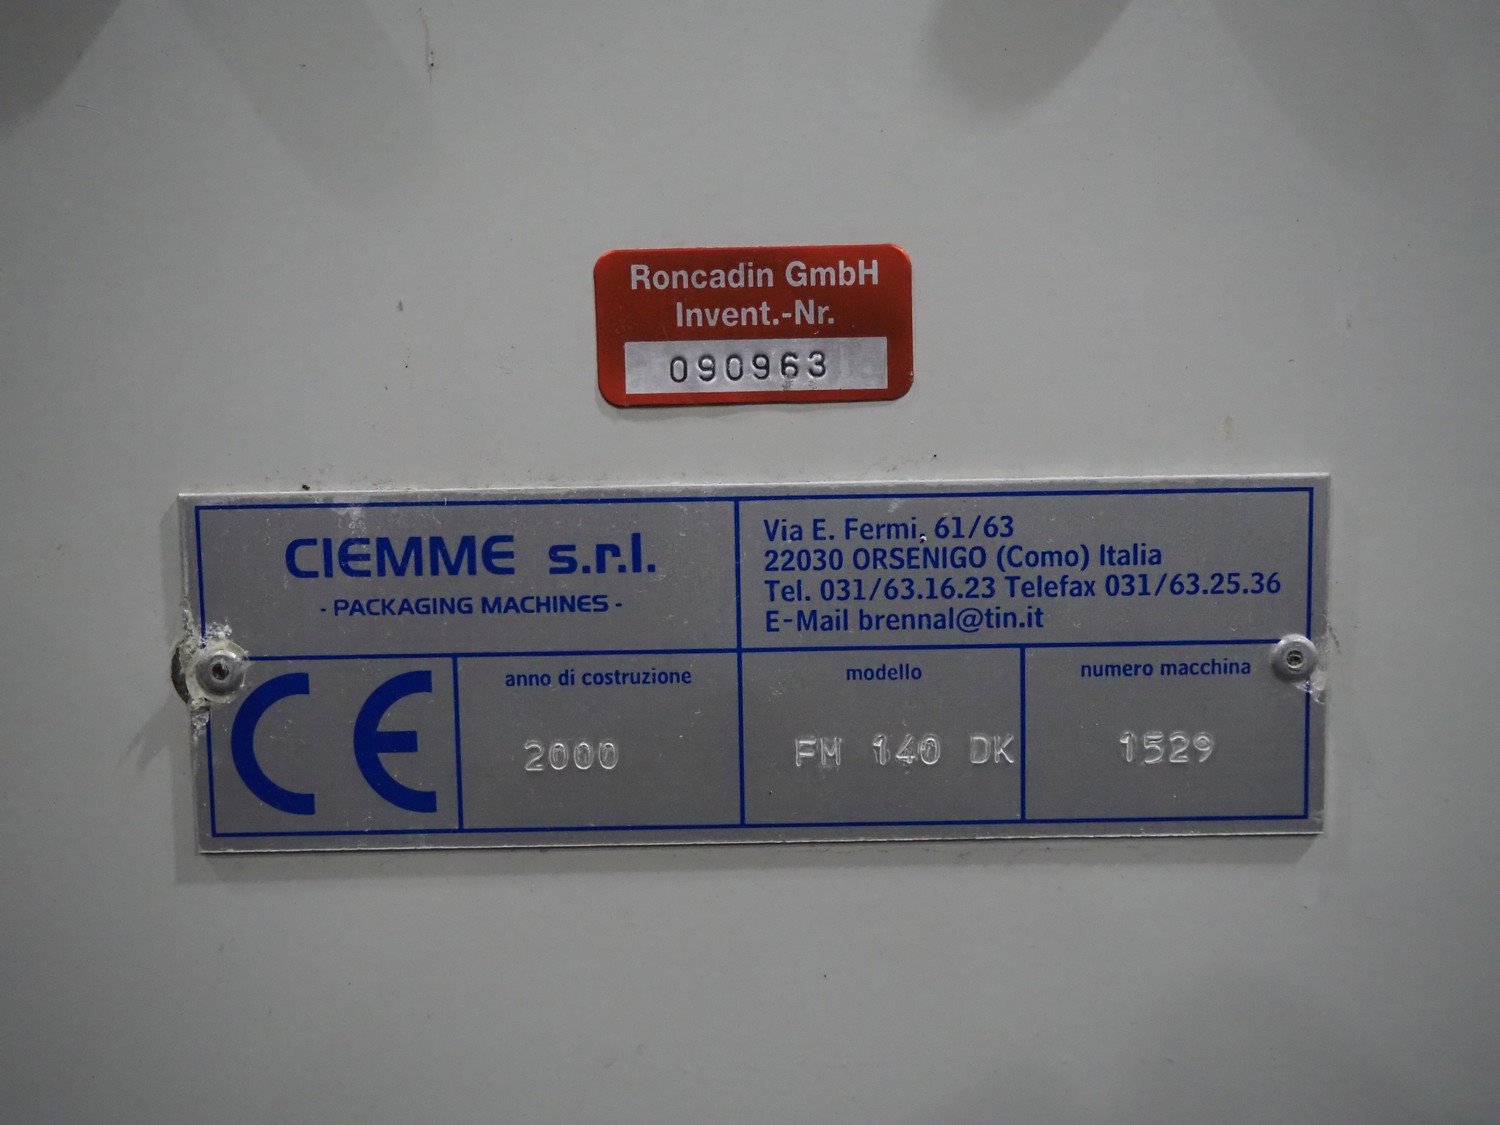 Roncadin GmbH
Invent.-Nr.
090963
CIEMME s.r.l.
- PACKAGING MACHINES -
Via E. Fermi, 61/63
22030 ORSENIGO (Como) Italia
Tel. 031/63.16.23 Telefax 031/63.25.36
E-Mail brennal@tin.it
CE
anno di costruzione
2000
modello
FM 140 DK
numero macchina
1529